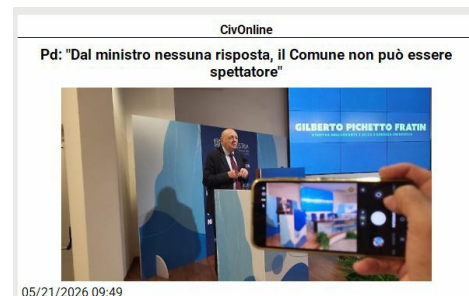 CivOnline
Pd: "Dal ministro nessuna risposta, il Comune non può essere
spettatore"
GILBERTO PICHETTO FRATIN
05/21/2026 09:49